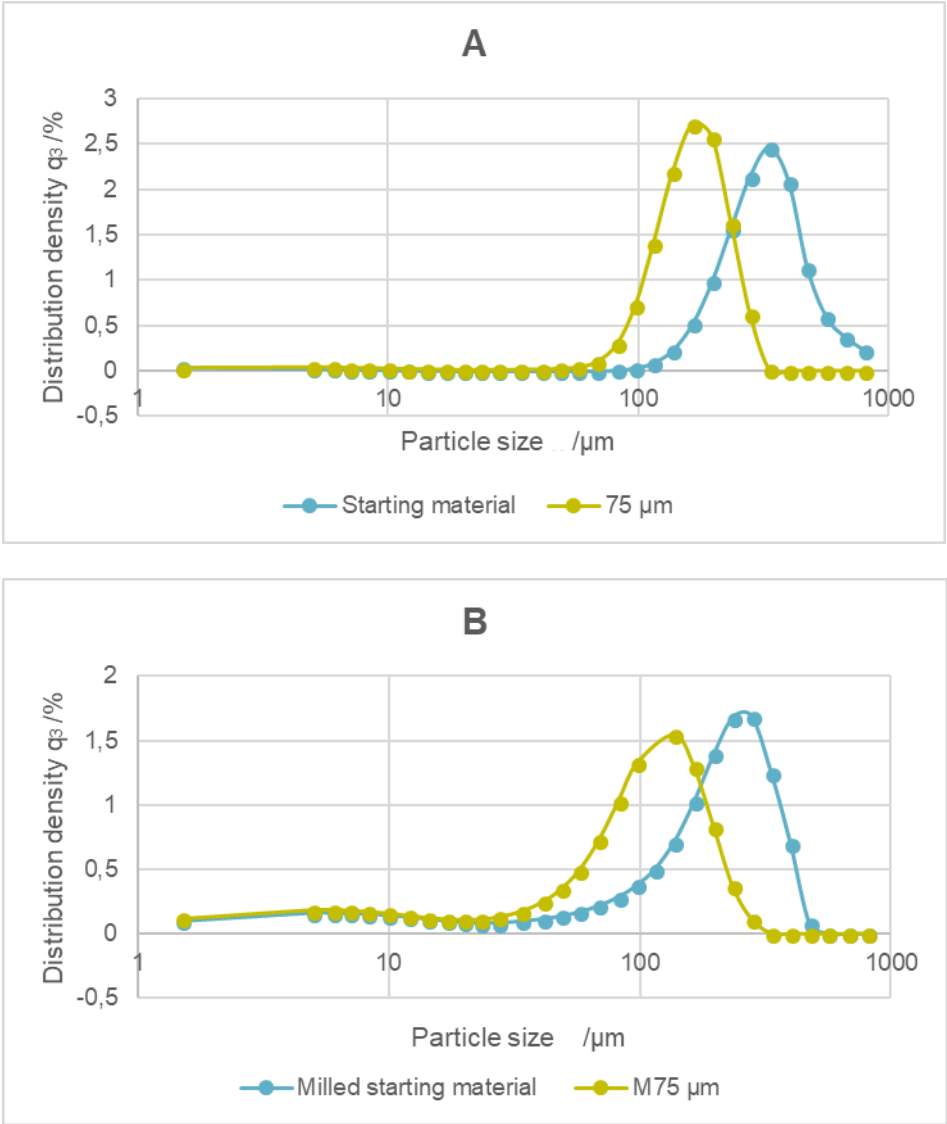 A
Distribution density q₃ /%
3
2,5
2
1,5
1
0,5
0
-0,5
1
10
100
1000
Particle size .. /µm
Starting material
75 µm
B
Distribution density q₃ /%
2
1,5
1
0,5
0
-0,5
1
10
100
1000
Particle size /µm
Milled starting material
M75 µm